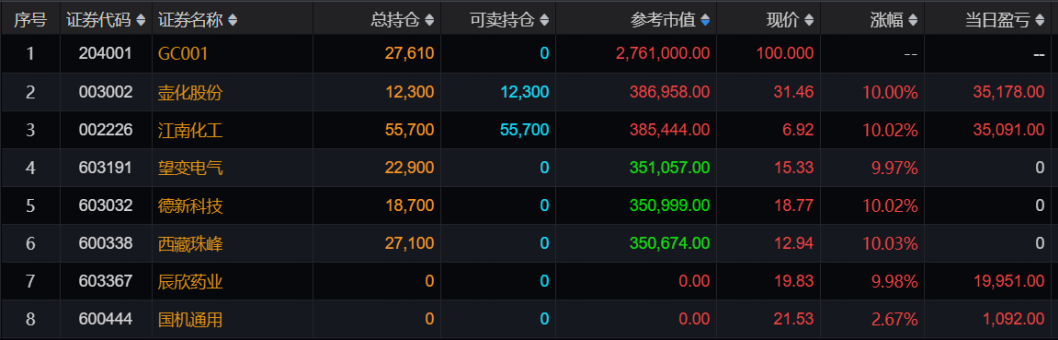 序号 证券代码 证券名称 总持仓 可卖持仓 参考市值 现价 涨幅 当日盈亏
1 204001 GC001 27,610 0 2,761,000.00 100.000 -- --
2 003002 壶化股份 12,300 12,300 386,958.00 31.46 10.00% 35,178.00
3 002226 江南化工 55,700 55,700 385,444.00 6.92 10.02% 35,091.00
4 603191 望变电气 22,900 0 351,057.00 15.33 9.97% 0
5 603032 德新科技 18,700 0 350,999.00 18.77 10.02% 0
6 600338 西藏珠峰 27,100 0 350,674.00 12.94 10.03% 0
7 603367 辰欣药业 0 0 0.00 19.83 9.98% 19,951.00
8 600444 国机通用 0 0 0.00 21.53 2.67% 1,092.00